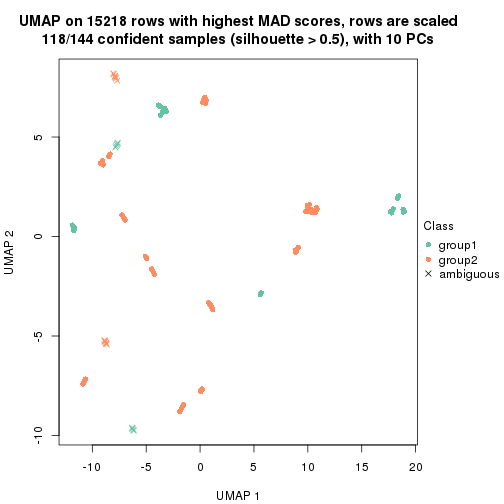 UMAP on 15218 rows with highest MAD scores, rows are scaled
118/144 confident samples (silhouette > 0.5), with 10 PCs
5
0
-5
-10
UMAP 2
-10
-5
0
5
10
15
20
UMAP 1
Class
group1
group2
ambiguous